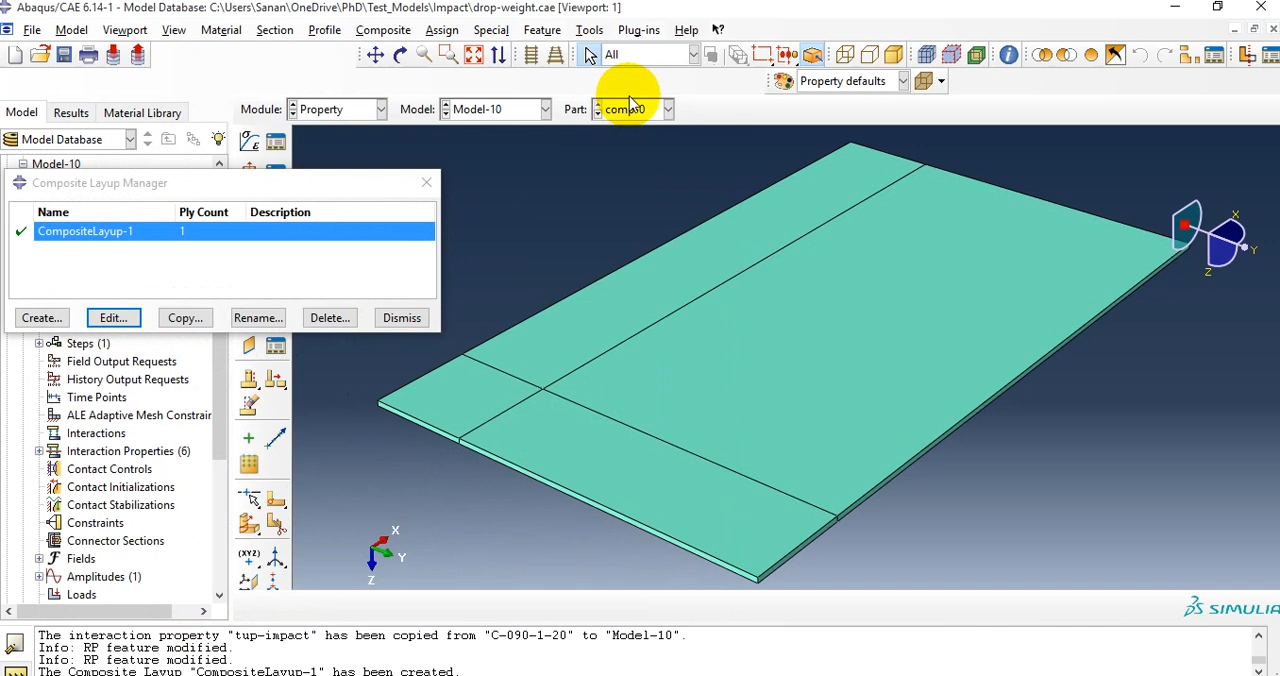 Abaqus/CAE 6.14-1 - Model Database: C:\Users\Sanan\OneDrive\PhD\Test_Models\Impact\drop-weight.cae [Viewport: 1]
File Model Viewport View Material Section Profile Composite Assign Special Feature Tools Plug-ins Help
All
Property defaults
Model Results Material Library
Module: Property Model: Model-10 Part:
Model Database
Model-10
Composite Layup Manager
Name Ply Count Description
CompositeLayup-1 1
Create... Edit... Copy... Rename... Delete... Dismiss
Steps (1)
Field Output Requests
History Output Requests
Time Points
ALE Adaptive Mesh Constrain
Interactions
Interaction Properties (6)
Contact Controls
Contact Initializations
Contact Stabilizations
Constraints
Connector Sections
Fields
Amplitudes (1)
Loads
(XYZ)
X
Y
Z
X
Y
Z
SIMULIA
The interaction property "tup-impact" has been copied from "C-090-1-20" to "Model-10".
Info: RP feature modified.
Info: RP feature modified.
The Composite Layup "CompositeLayup-1" has been created.